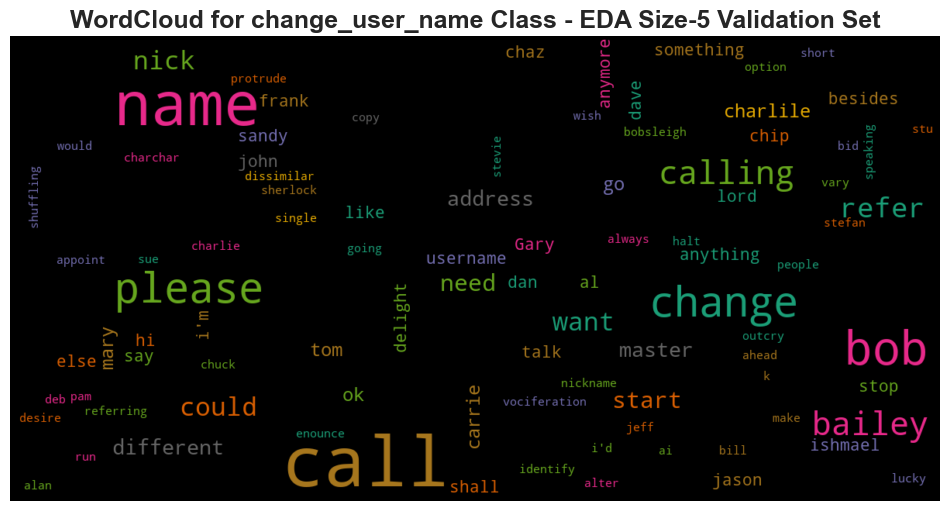 WordCloud for change_user_name Class - EDA Size-5 Validation Set
nick
chaz
something
short
option
protrude
anymore
name
frank
dave
charlile
besides
copy
wish
sandy
stevie
bobsleigh
chip
stu
would
charchar
john
speaking
bid
dissimilar
calling
shuffling
sherlock
go
vary
address
lord
refer
single
like
stefan
charlie
going
Gary
always
halt
appoint
sue
username
anything
people
please
need
dan
al
change
delight
i'm
want
hi
mary
outcry
bob
else
say
tom
talk
master
ahead
chuck
k
nickname
stop
deb
pam
ok
vociferation
start
make
desire
referring
could
carrie
jeff
bailey
enounce
different
call
i'd
ai
bill
ishmael
run
identify
alan
shall
alter
jason
lucky